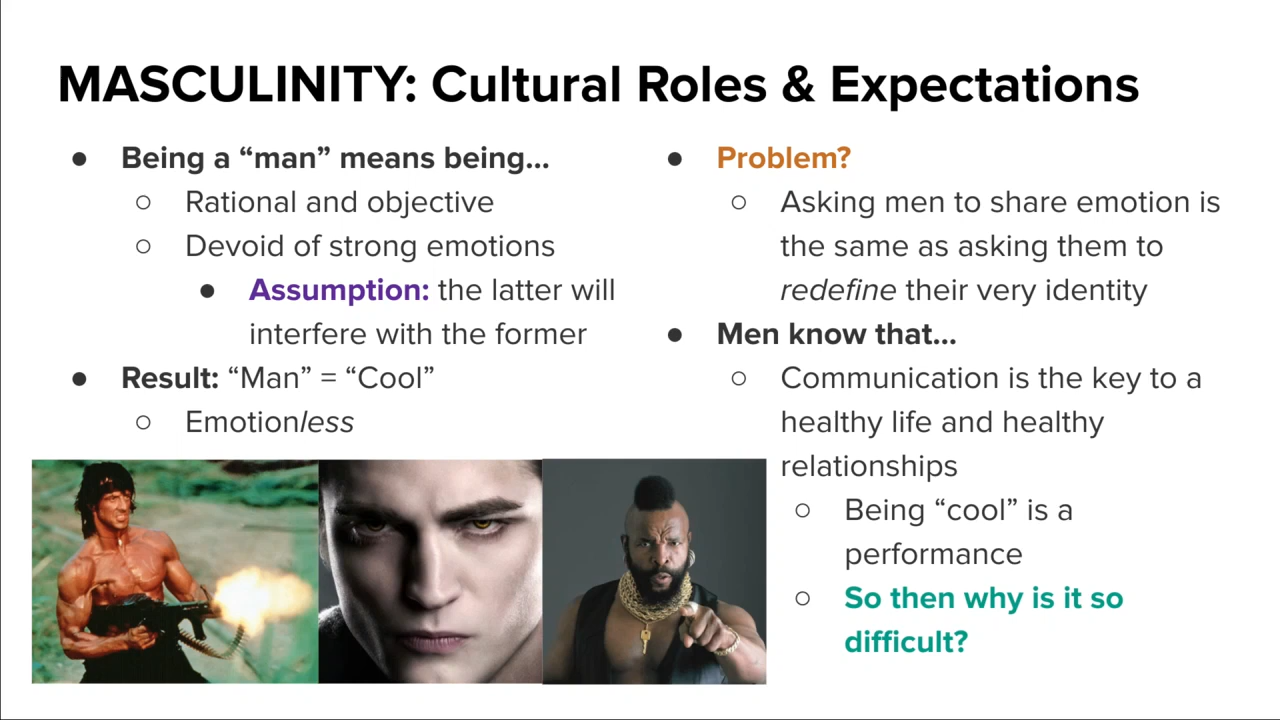 MASCULINITY: Cultural Roles & Expectations
● Being a “man” means being...
○ Rational and objective
○ Devoid of strong emotions
● Assumption: the latter will
interfere with the former
● Result: “Man” = “Cool”
○ Emotionless
● Problem?
○ Asking men to share emotion is
the same as asking them to
redefine their very identity
● Men know that...
○ Communication is the key to a
healthy life and healthy
relationships
○ Being “cool” is a
performance
○ So then why is it so
difficult?